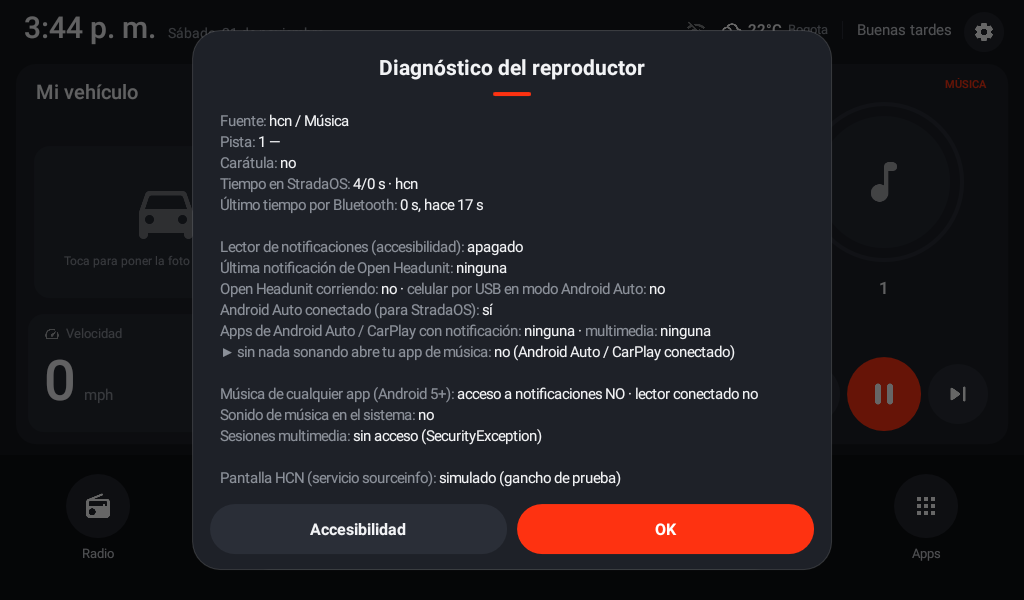 3:44 p. m.
Sábado,
22°C Bogota
Buenas tardes
Mi vehículo
MÚSICA
Toca para poner la foto
Velocidad
0 mph
1
Diagnóstico del reproductor
Fuente: hcn / Música
Pista: 1 —
Carátula: no
Tiempo en StradaOS: 4/0 s · hcn
Último tiempo por Bluetooth: 0 s, hace 17 s
Lector de notificaciones (accesibilidad): apagado
Última notificación de Open Headunit: ninguna
Open Headunit corriendo: no · celular por USB en modo Android Auto: no
Android Auto conectado (para StradaOS): sí
Apps de Android Auto / CarPlay con notificación: ninguna · multimedia: ninguna
► sin nada sonando abre tu app de música: no (Android Auto / CarPlay conectado)
Música de cualquier app (Android 5+): acceso a notificaciones NO · lector conectado no
Sonido de música en el sistema: no
Sesiones multimedia: sin acceso (SecurityException)
Pantalla HCN (servicio sourceinfo): simulado (gancho de prueba)
Accesibilidad
OK
Radio
Apps